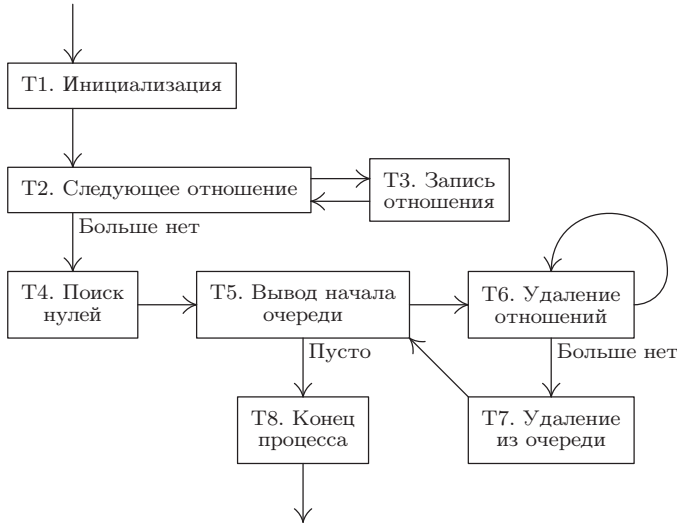 T1. Инициализация
T2. Следующее отношение
T3. Запись
отношения
Больше нет
T4. Поиск
нулей
T5. Вывод начала
очереди
T6. Удаление
отношений
Пусто
Больше нет
T8. Конец
процесса
T7. Удаление
из очереди